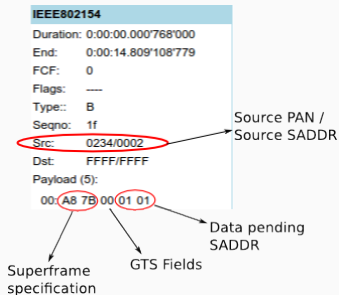 IEEE802154
Duration: 0:00:00.000'768'000
End: 0:00:14.809'108'779
FCF: 0
Flags: ----
Type:: B
Seqno: 1f
Src: 0234/0002
Dst: FFFF/FFFF
Payload (5):
00: A8 7B 00 01 01
Source PAN /
Source SADDR
Data pending
SADDR
GTS Fields
Superframe
specification